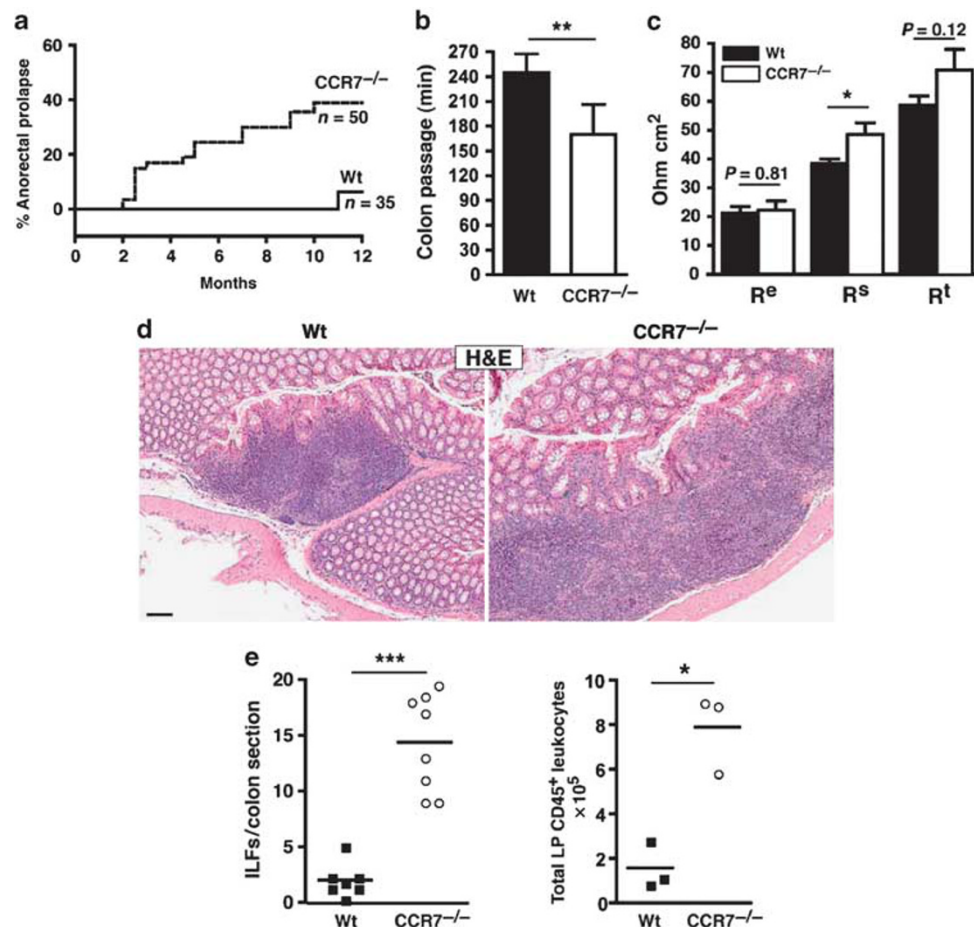 a
% Anorectal prolapse
60
40
20
0
CCR7–/–
n = 50
Wt
n = 35
0 2 4 6 8 10 12
Months
b
**
Colon passage (min)
270
240
210
180
150
120
90
60
30
0
Wt CCR7–/–
c
Wt
CCR7–/–
P = 0.12
*
P = 0.81
Ohm cm²
80
70
60
50
40
30
20
10
0
Re Rs Rt
d
Wt CCR7–/–
H&E
e
***
ILFs/colon section
20
15
10
5
0
Wt CCR7–/–
*
Total LP CD45+ leukocytes
×10⁵
10
8
6
4
2
0
Wt CCR7–/–